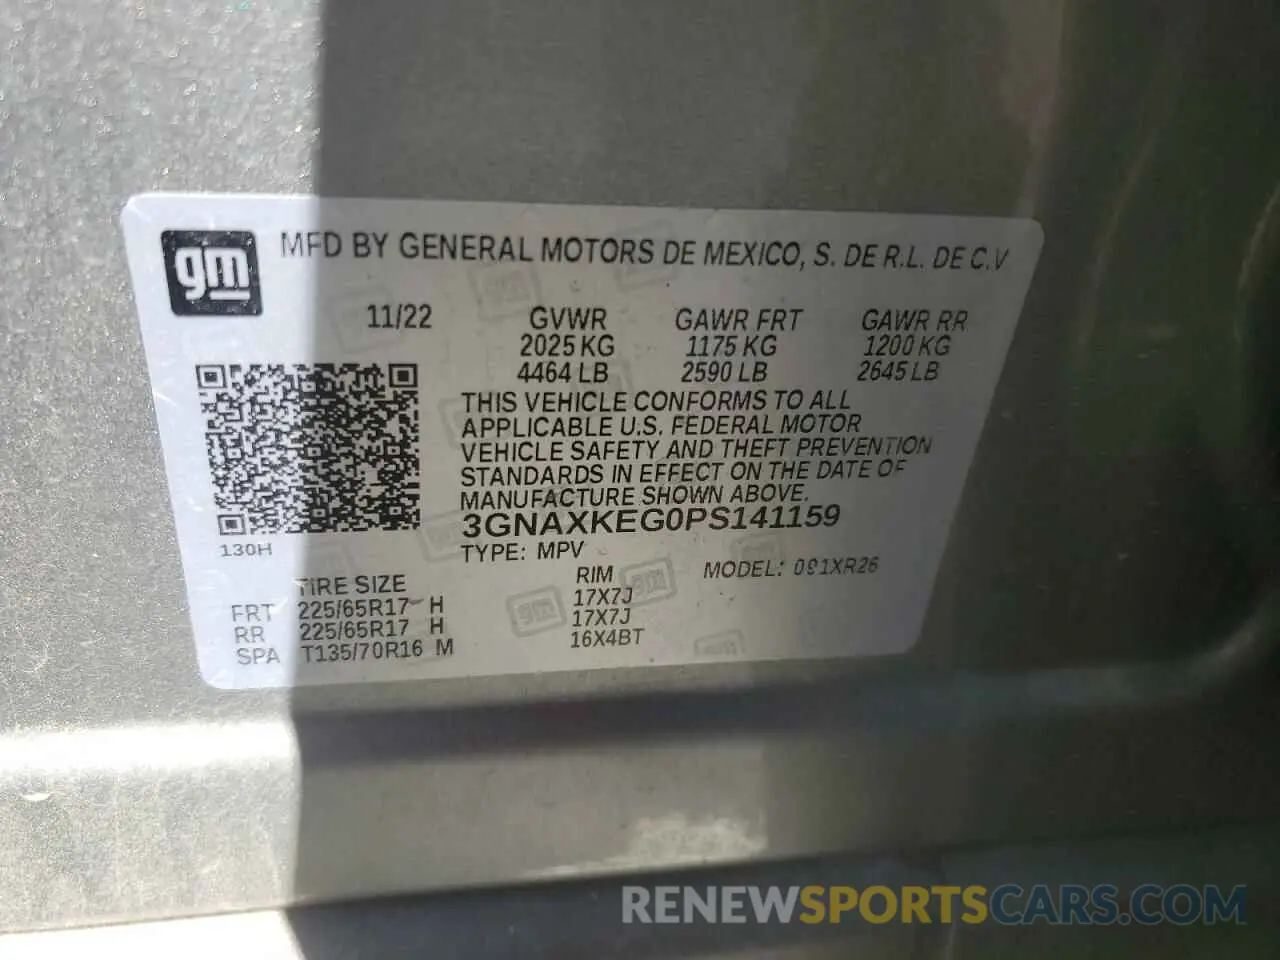 gm
MFD BY GENERAL MOTORS DE MEXICO, S. DE R.L. DE C.V
11/22 GVWR GAWR FRT GAWR RR
2025 KG 1175 KG 1200 KG
4464 LB 2590 LB 2645 LB
THIS VEHICLE CONFORMS TO ALL
APPLICABLE U.S. FEDERAL MOTOR
VEHICLE SAFETY AND THEFT PREVENTION
STANDARDS IN EFFECT ON THE DATE OF
MANUFACTURE SHOWN ABOVE.
3GNAXKEG0PS141159
130H
TYPE: MPV
TIRE SIZE RIM MODEL: 091XR26
FRT 225/65R17 H 17X7J
RR 225/65R17 H 17X7J
SPA T135/70R16 M 16X4BT
RENEWSPORTSCARS.COM